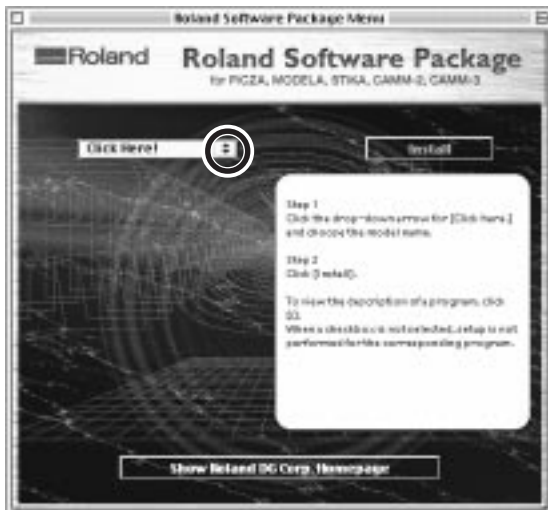 Roland Software Package Menu
Roland
Roland Software Package
for PICZA, MODELA, STIKA, CAMM-2, CAMM-3
Click Here!
Install
Step 1
Click the drop-down arrow for [Click here.]
and choose the model name.
Step 2
Click [Install].
To view the description of a program, click
[?].
When a checkbox is not selected, setup is not
performed for the corresponding program.
Show Roland DG Corp. Homepage